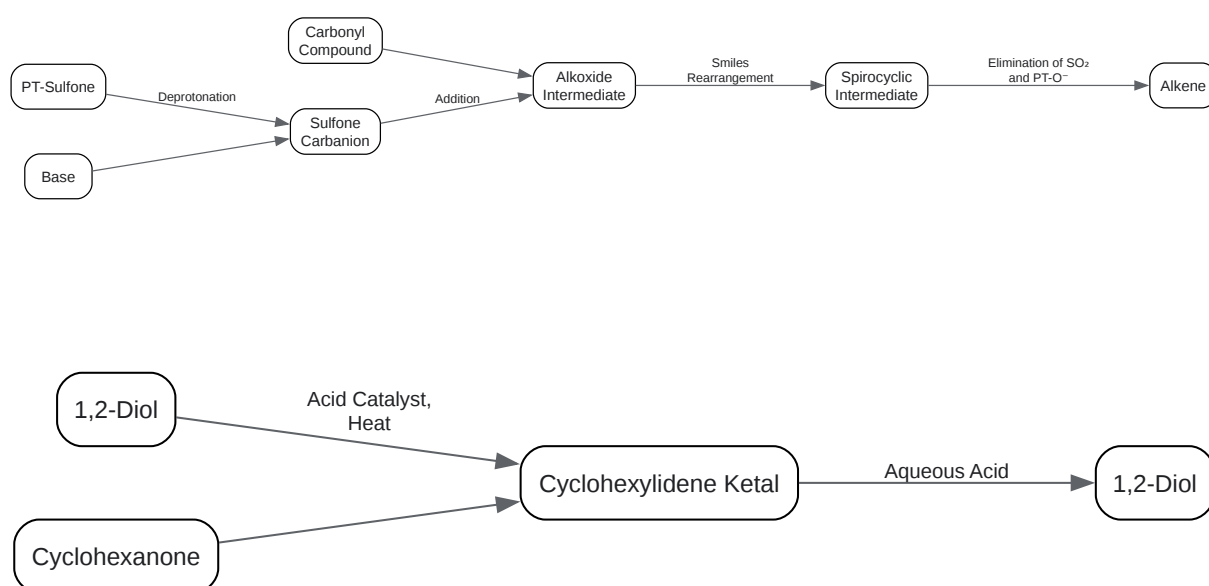 Carbonyl
Compound
PT-Sulfone
Deprotonation
Base
Sulfone
Carbanion
Addition
Alkoxide
Intermediate
Smiles
Rearrangement
Spirocyclic
Intermediate
Elimination of SO₂
and PT-O⁻
Alkene
1,2-Diol
Acid Catalyst,
Heat
Cyclohexanone
Cyclohexylidene Ketal
Aqueous Acid
1,2-Diol